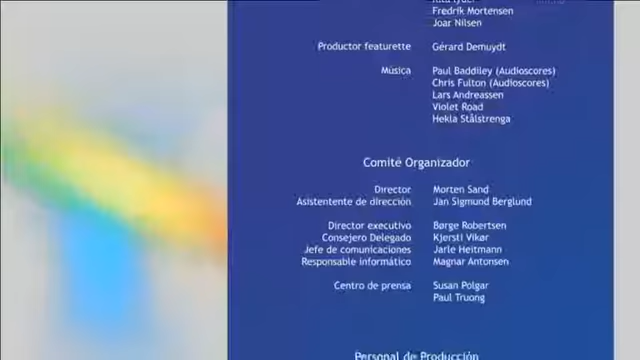 Fredrik Mortensen
Joar Nilsen
Productor featurette Gérard Demuydt
Música Paul Baddiley (Audioscores)
Chris Fulton (Audioscores)
Lars Andreassen
Violet Road
Hekla Stålstrenga
Comité Organizador
Director Morten Sand
Asistentente de dirección Jan Sigmund Berglund
Director executivo Børge Robertsen
Consejero Delegado Kjersti Vikør
Jefe de comunicaciones Jarle Heitmann
Responsable informático Magnar Antonsen
Centro de prensa Susan Polgar
Paul Truong
Personal de Producción